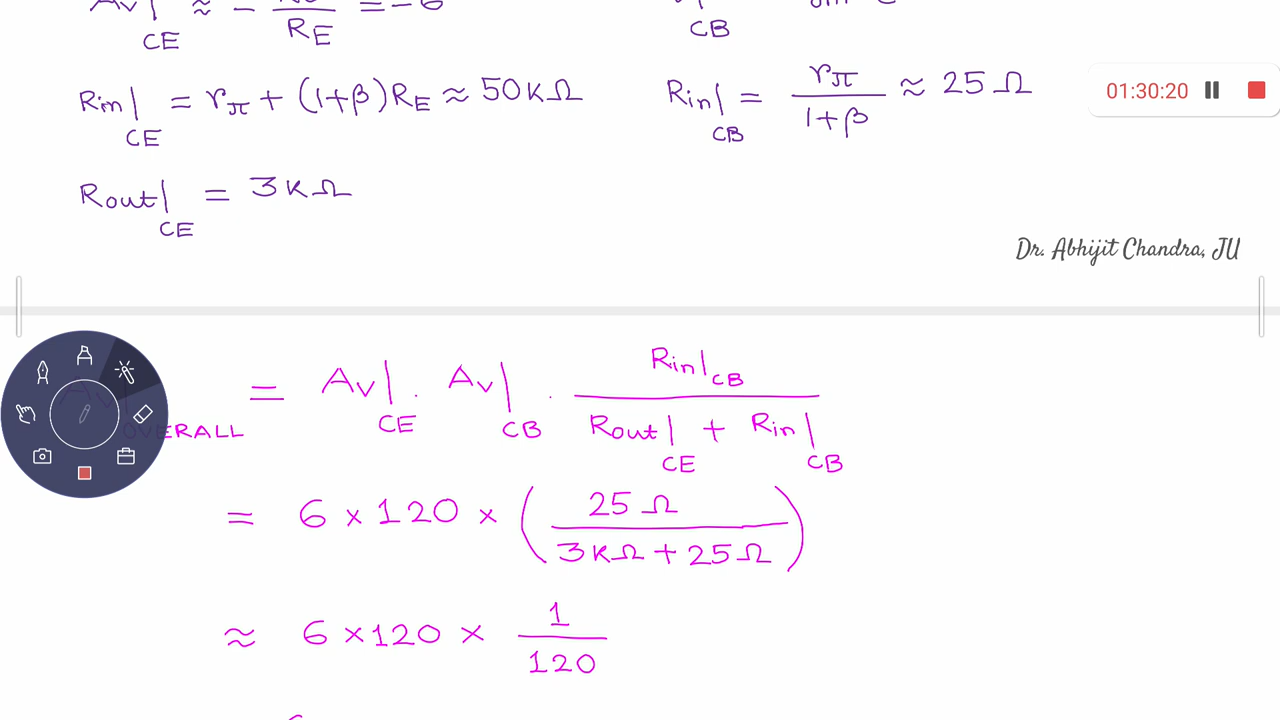 Av|CE ≈ - / RE = -6
CB
Rin|CE = rπ + (1+β)RE ≈ 50KΩ
Rin|CB = rπ / 1+β ≈ 25Ω
01:30:20
Rout|CE = 3KΩ
Dr. Abhijit Chandra, JU
OVERALL = Av|CE . Av|CB . Rin|CB / Rout|CE + Rin|CB
= 6 × 120 × (25Ω / 3KΩ + 25Ω)
≈ 6 × 120 × 1 / 120